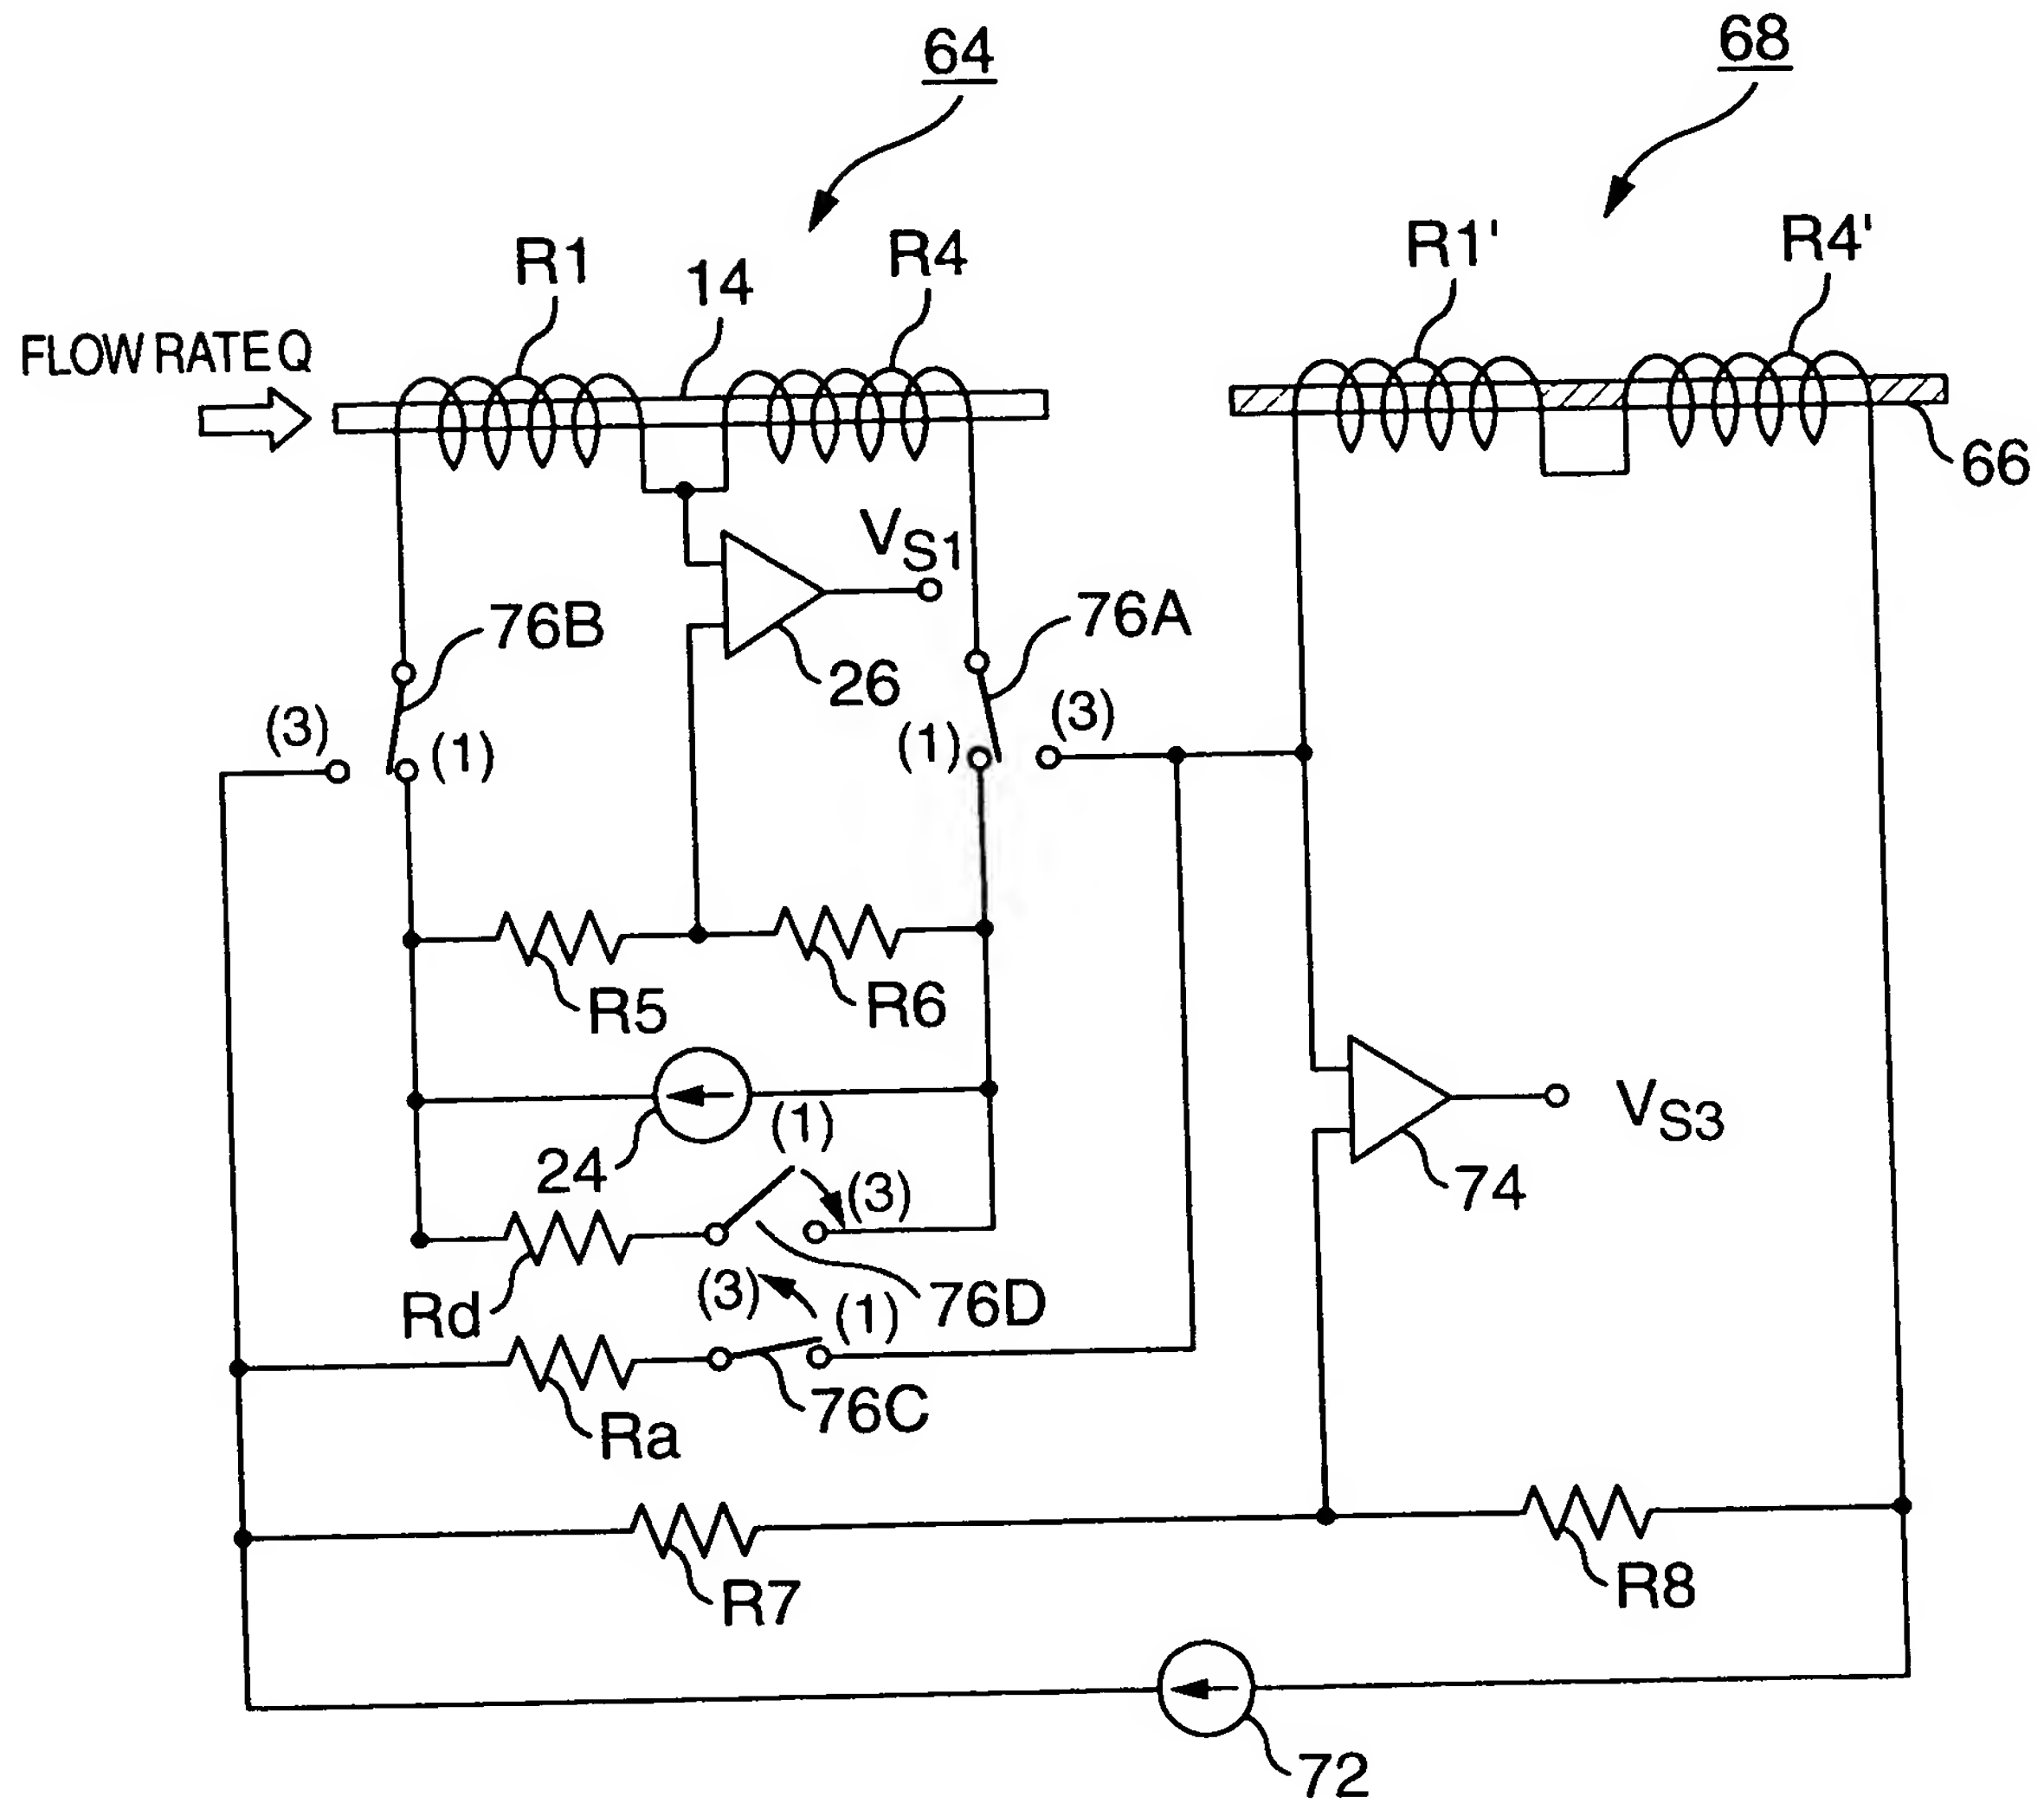 64
68
R1
14
R4
R1'
R4'
FLOW RATE Q
66
VS1
76B
76A
26
(3)
(1)
(1)
(3)
R5
R6
24
(1)
VS3
(3)
74
Rd
(3)
76D
(1)
Ra
76C
R7
R8
72